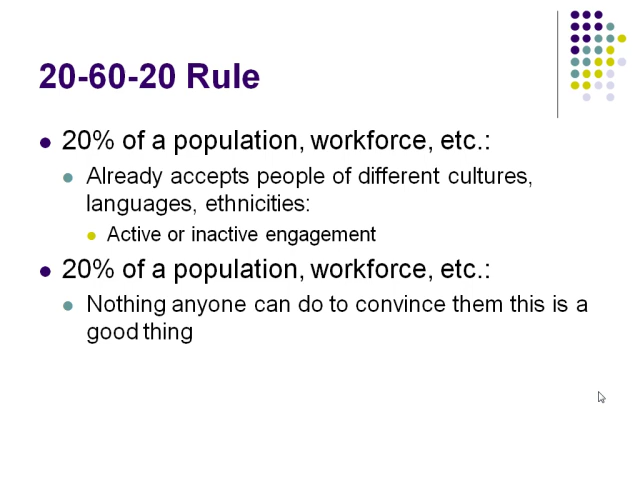 20-60-20 Rule
20% of a population, workforce, etc.:
Already accepts people of different cultures,
languages, ethnicities:
Active or inactive engagement
20% of a population, workforce, etc.:
Nothing anyone can do to convince them this is a
good thing